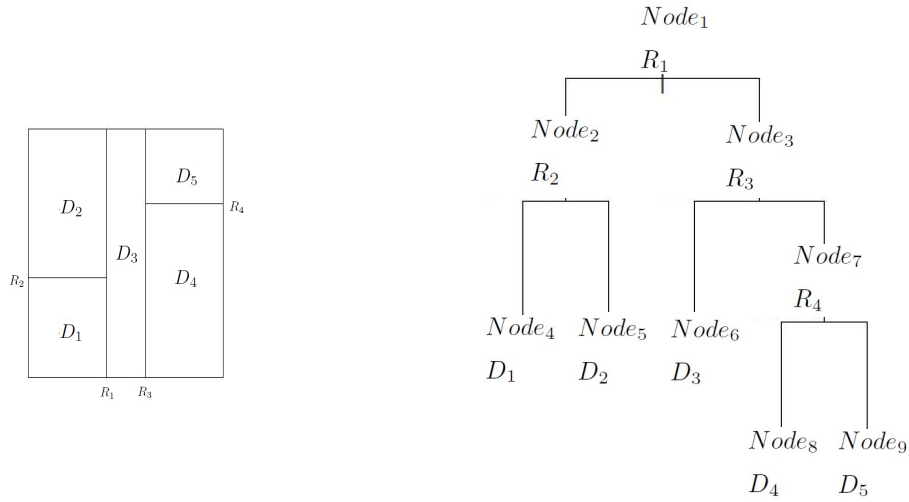 D₅
D₂
R₄
D₃
D₄
R₂
D₁
R₁ R₃
Node₁
R₁
Node₂ Node₃
R₂ R₃
Node₇
R₄
Node₄ Node₅ Node₆
D₁ D₂ D₃
Node₈ Node₉
D₄ D₅